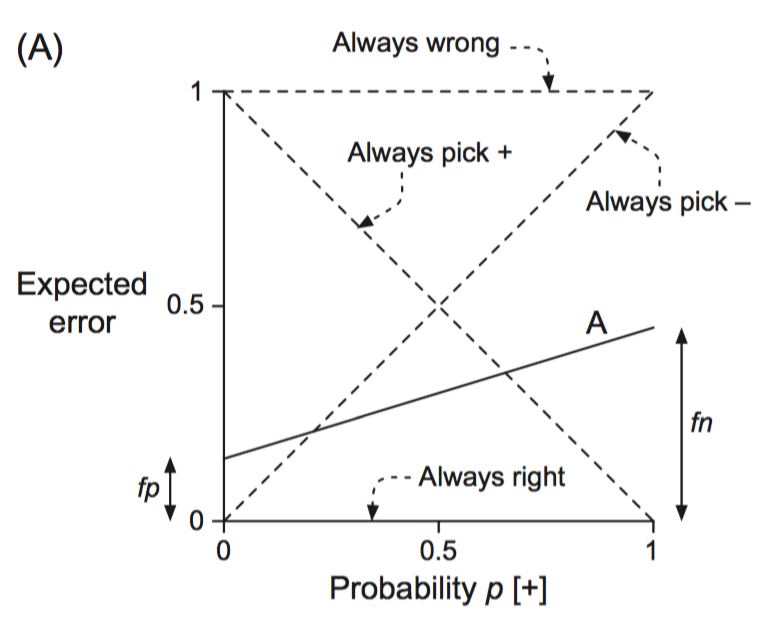 (A)
Always wrong
1
Always pick +
Always pick –
Expected
error
0.5
A
fn
fp
Always right
0
0
0.5
1
Probability p [+]